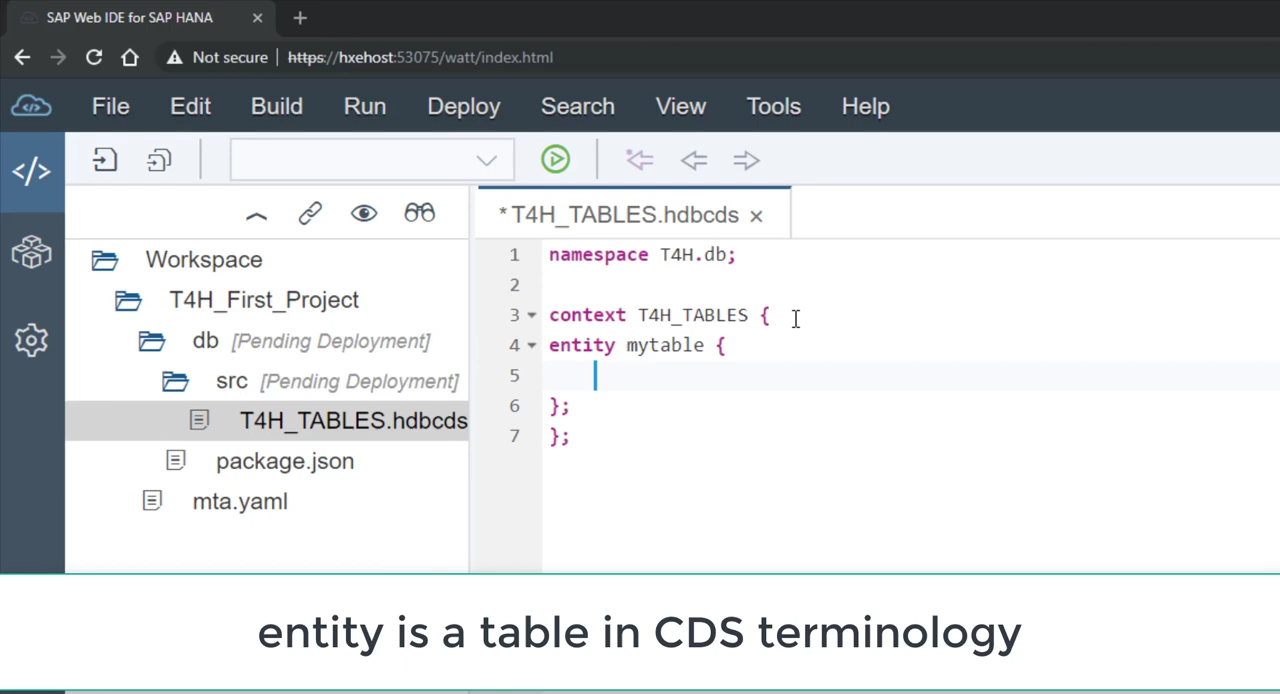 SAP Web IDE for SAP HANA
Not secure https://hxehost:53075/watt/index.html
File Edit Build Run Deploy Search View Tools Help
*T4H_TABLES.hdbcds
Workspace
T4H_First_Project
db [Pending Deployment]
src [Pending Deployment]
T4H_TABLES.hdbcds
package.json
mta.yaml
1 namespace T4H.db;
2
3 context T4H_TABLES {
4 entity mytable {
5
6 };
7 };
entity is a table in CDS terminology